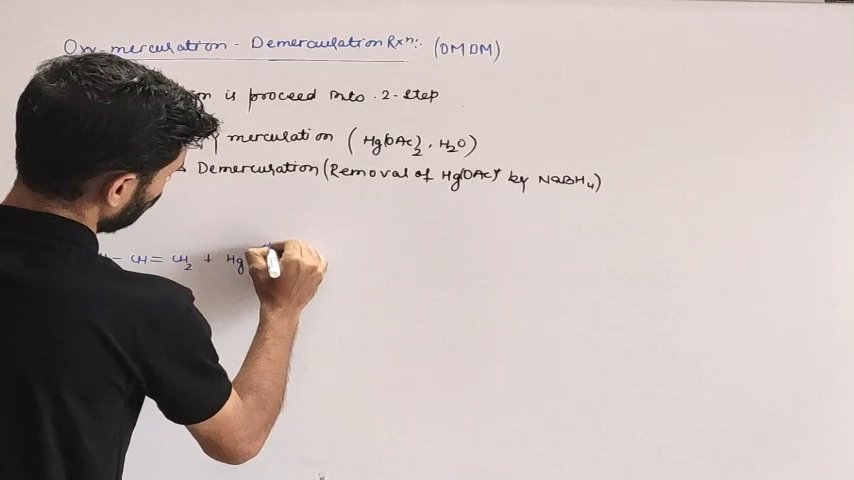 Oxy-mercuration - Demercuration Rxn:. (OMDM)
is proceed into 2-step
mercuration (Hg(OAc)2, H2O)
Demercuration (Removal of Hg(OAc)+ by NaBH4)
- CH = CH2 + Hg